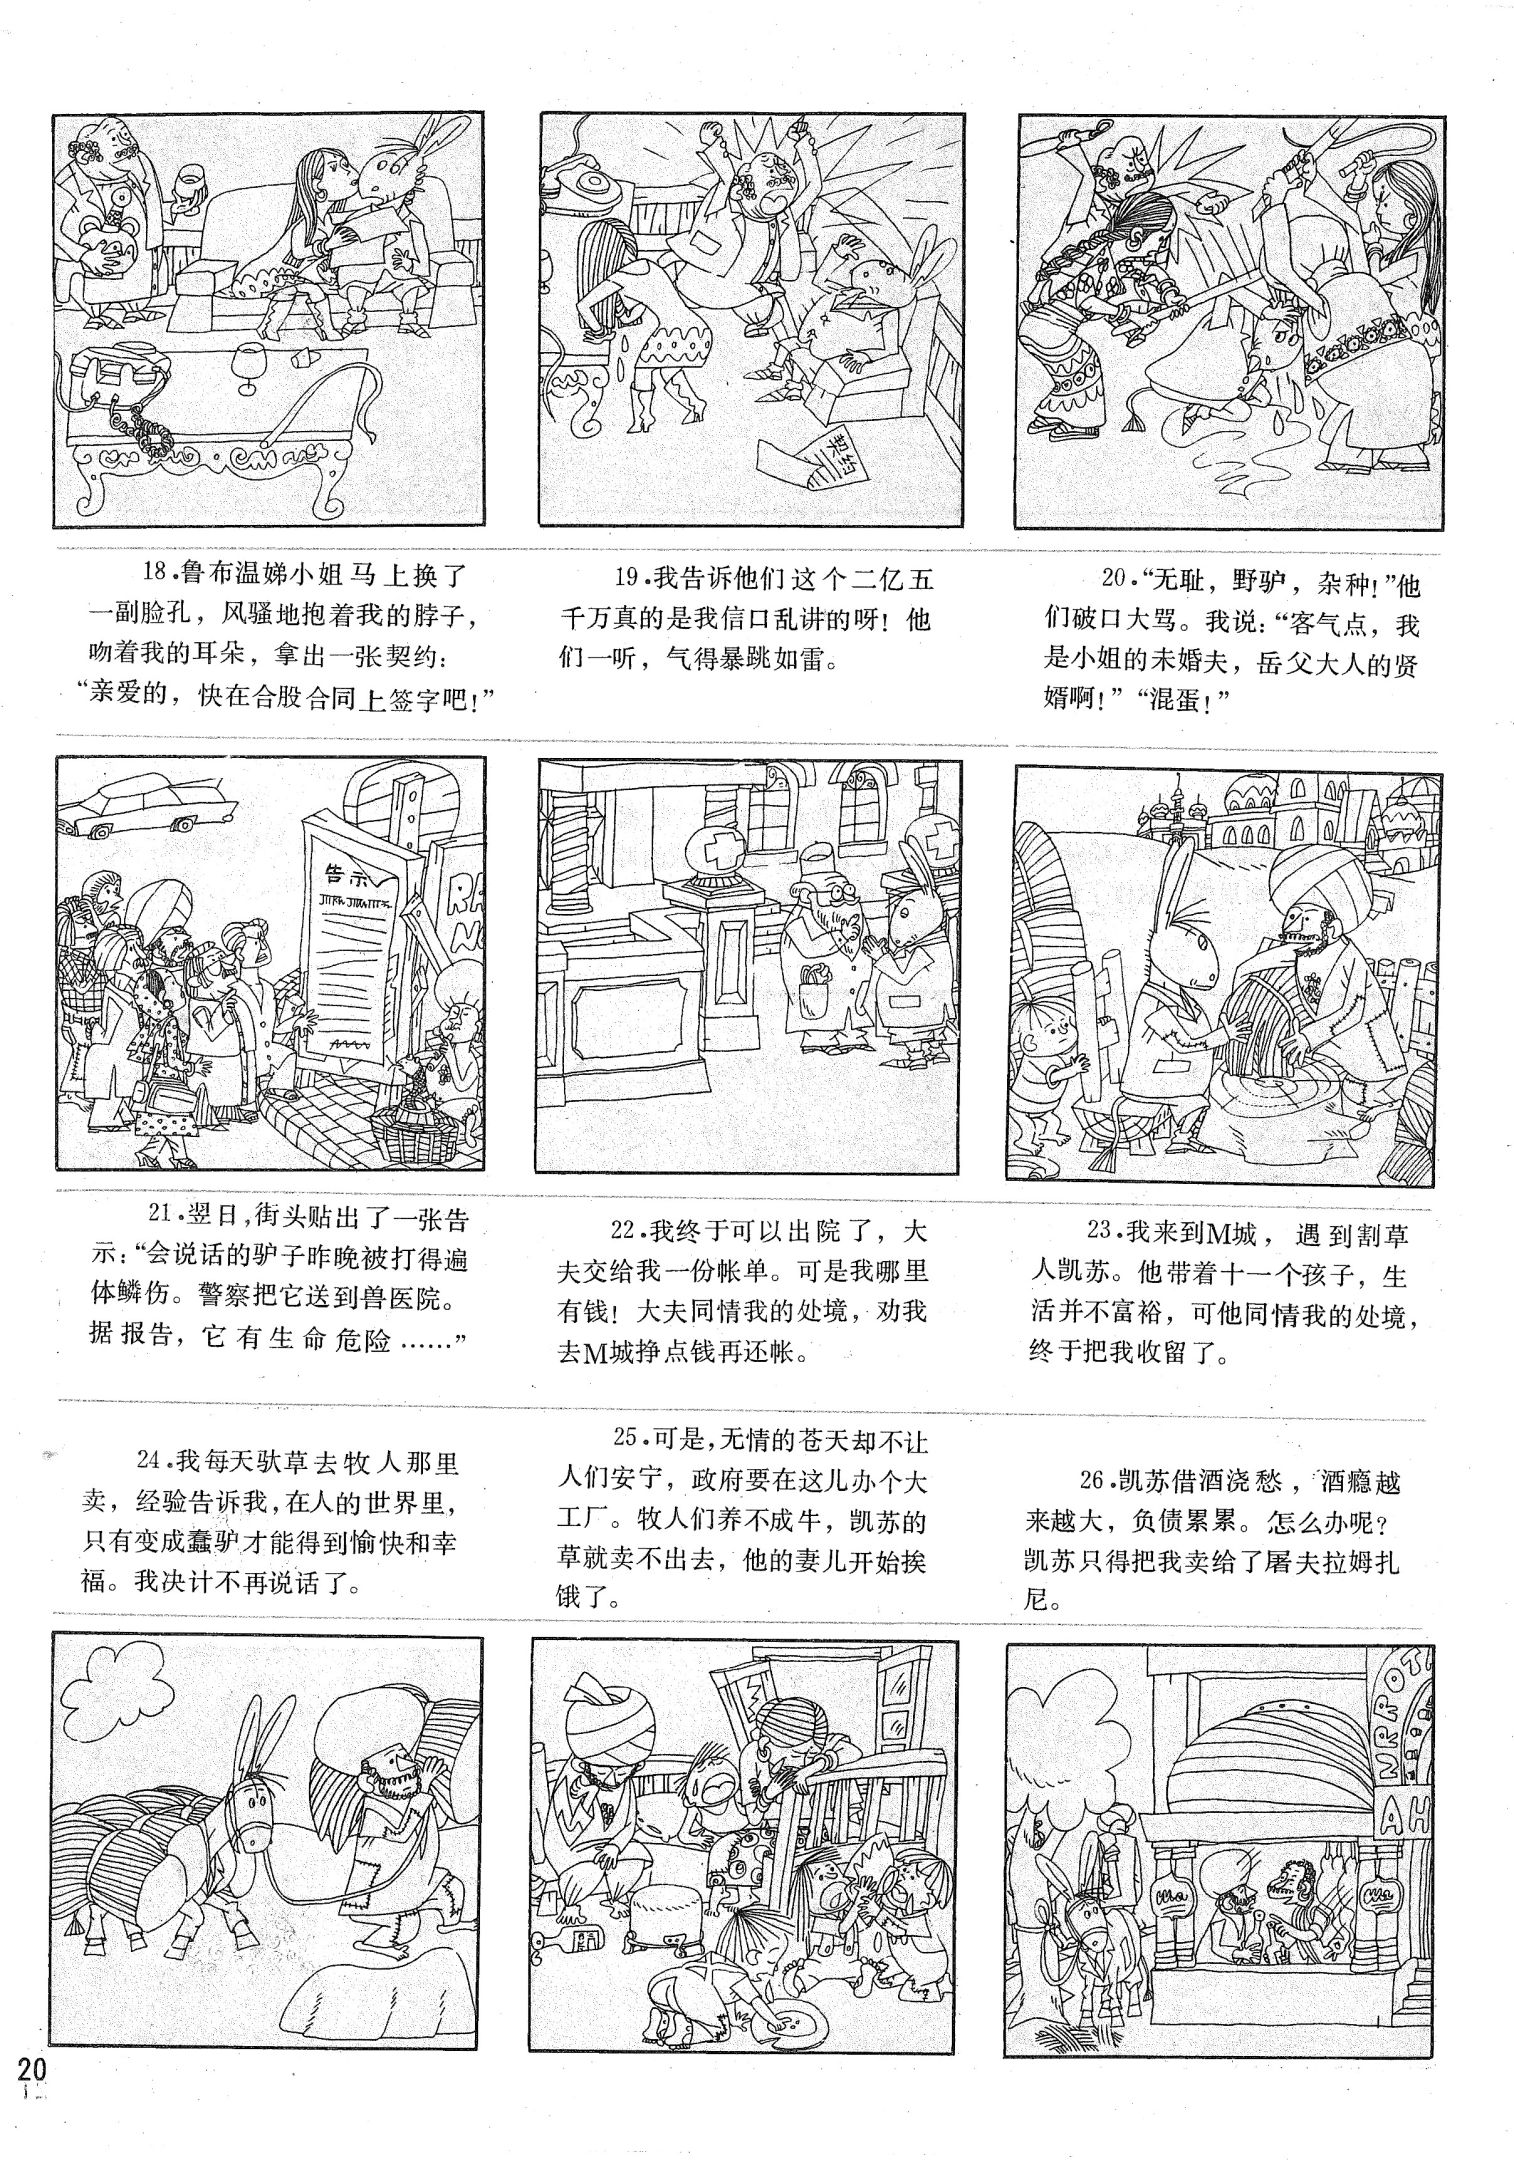 契约
18.鲁布温娣小姐马上换了
一副脸孔，风骚地抱着我的脖子，
吻着我的耳朵，拿出一张契约：
“亲爱的，快在合股合同上签字吧！”
19.我告诉他们这个二亿五
千万真的是我信口乱讲的呀！他
们一听，气得暴跳如雷。
20.“无耻，野驴，杂种！”他
们破口大骂。我说：“客气点，我
是小姐的未婚夫，岳父大人的贤
婿啊！”“混蛋！”
告示
RA
N
21.翌日，街头贴出了一张告
示：“会说话的驴子昨晚被打得遍
体鳞伤。警察把它送到兽医院。
据报告，它有生命危险……”
22.我终于可以出院了，大
夫交给我一份帐单。可是我哪里
有钱！大夫同情我的处境，劝我
去M城挣点钱再还帐。
23.我来到M城，遇到割草
人凯苏。他带着十一个孩子，生
活并不富裕，可他同情我的处境，
终于把我收留了。
24.我每天驮草去牧人那里
卖，经验告诉我，在人的世界里，
只有变成蠢驴才能得到愉快和幸
福。我决计不再说话了。
25.可是，无情的苍天却不让
人们安宁，政府要在这儿办个大
工厂。牧人们养不成牛，凯苏的
草就卖不出去，他的妻儿开始挨
饿了。
26.凯苏借酒浇愁，酒瘾越
来越大，负债累累。怎么办呢？
凯苏只得把我卖给了屠夫拉姆扎
尼。
AH
20